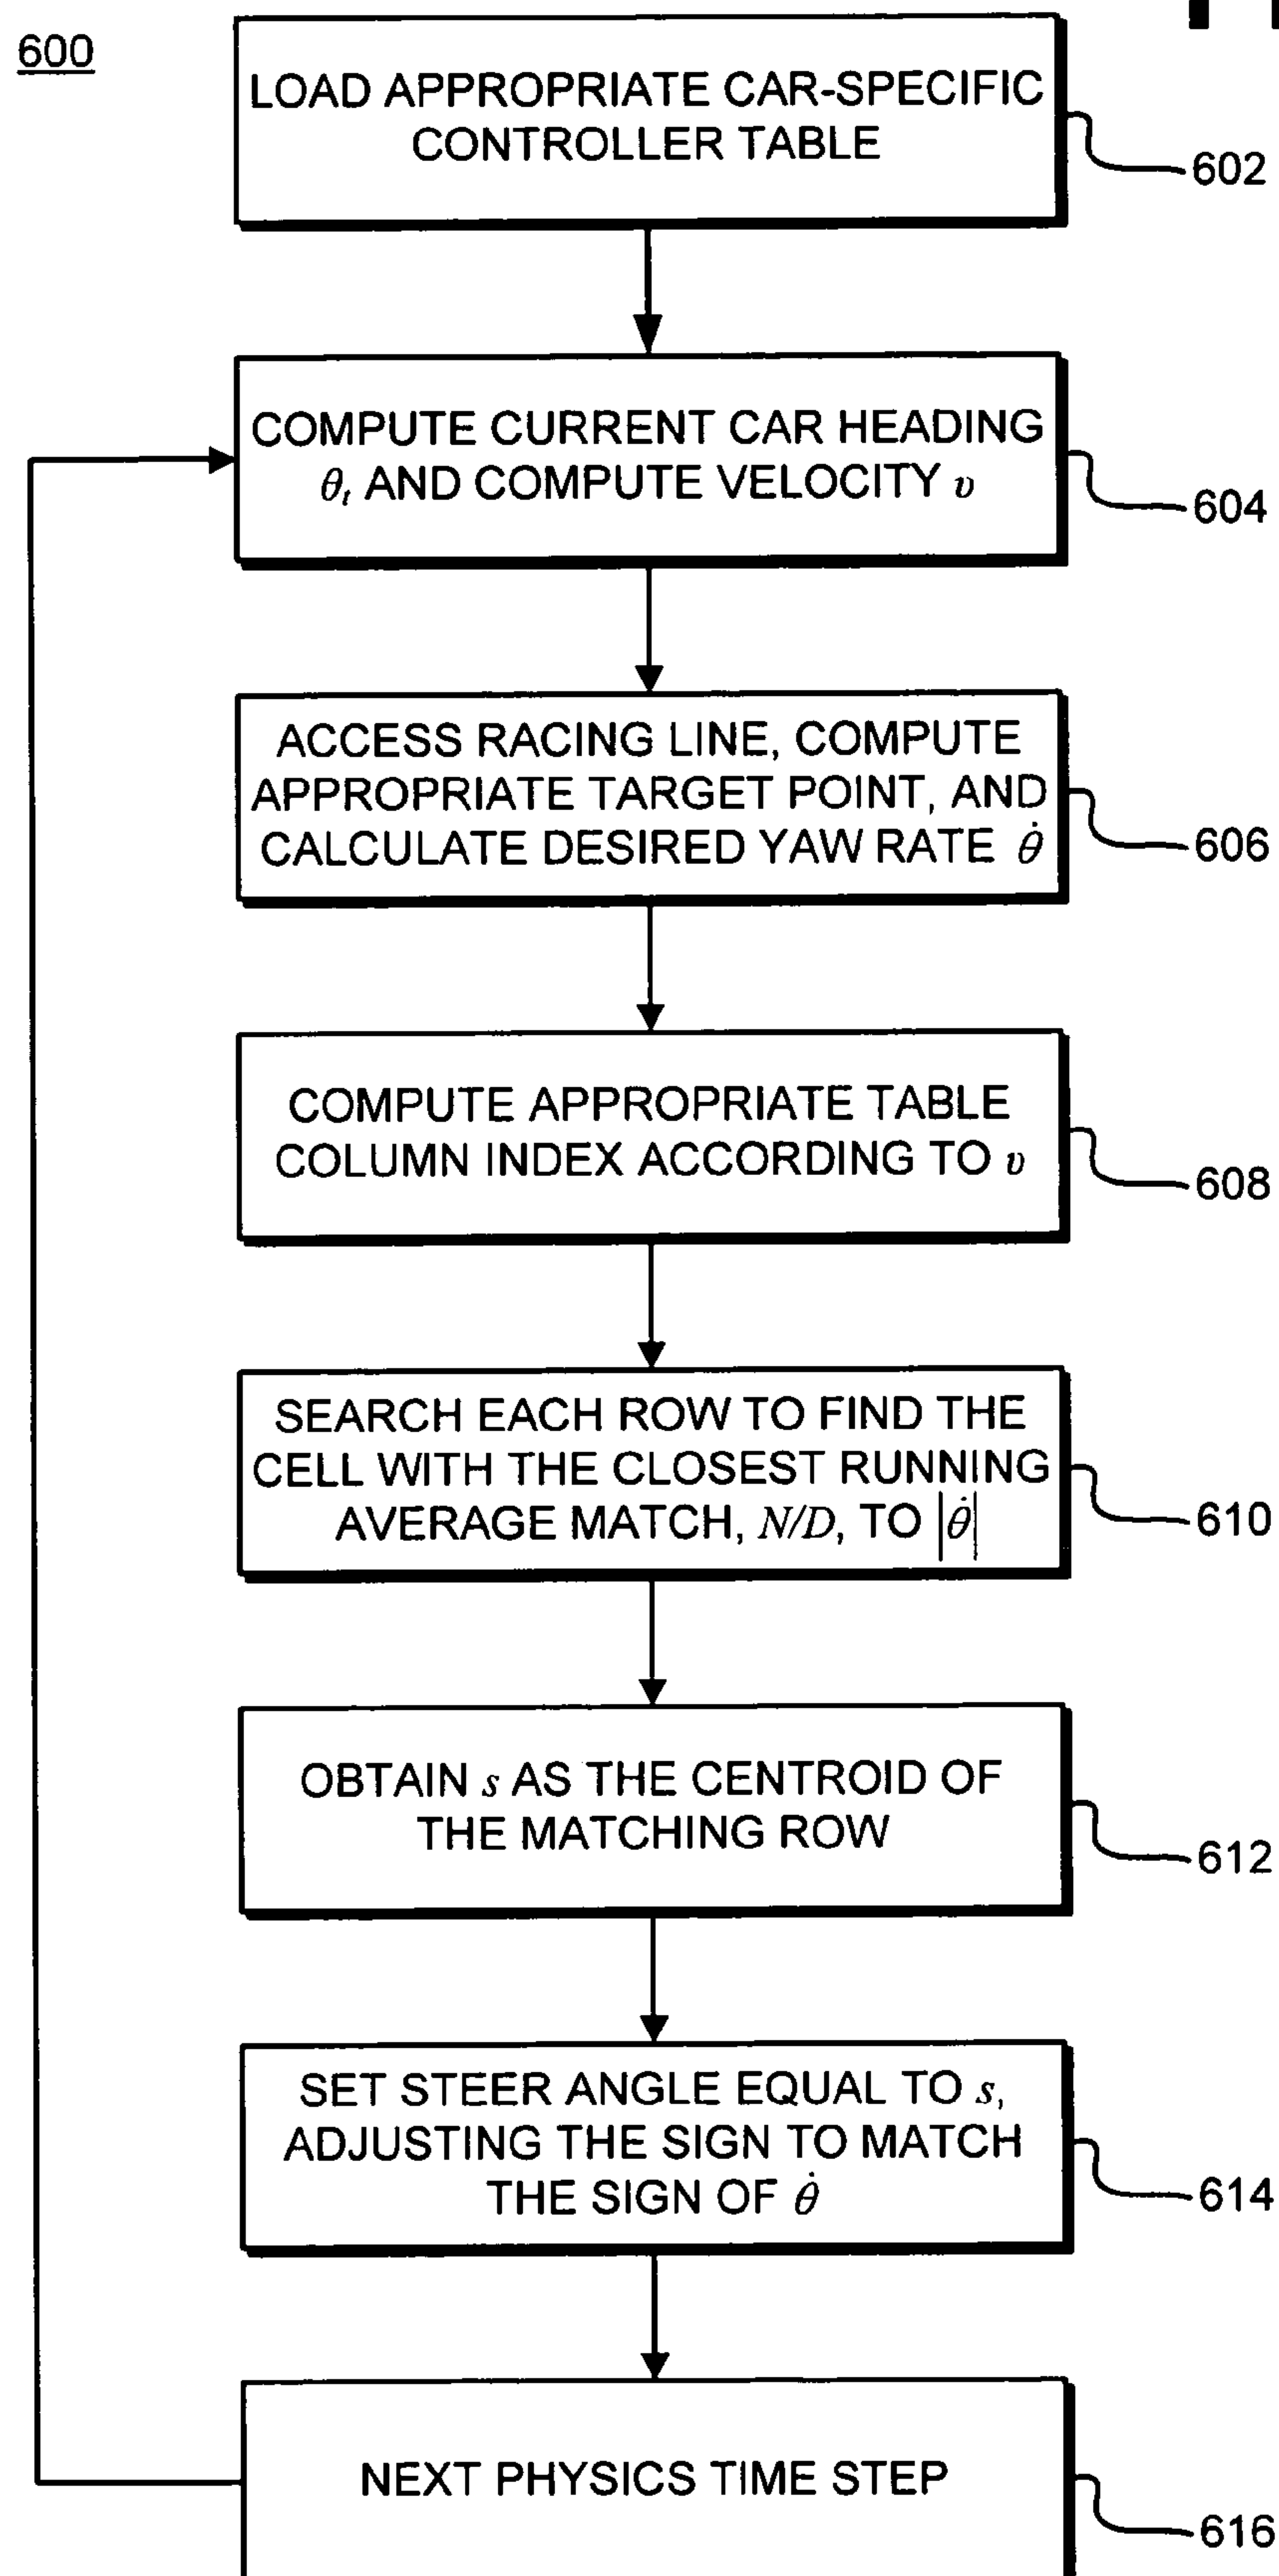 600
LOAD APPROPRIATE CAR-SPECIFIC
CONTROLLER TABLE
602
COMPUTE CURRENT CAR HEADING
θt AND COMPUTE VELOCITY υ
604
ACCESS RACING LINE, COMPUTE
APPROPRIATE TARGET POINT, AND
CALCULATE DESIRED YAW RATE θ̇
606
COMPUTE APPROPRIATE TABLE
COLUMN INDEX ACCORDING TO υ
608
SEARCH EACH ROW TO FIND THE
CELL WITH THE CLOSEST RUNNING
AVERAGE MATCH, N/D, TO |θ̇|
610
OBTAIN s AS THE CENTROID OF
THE MATCHING ROW
612
SET STEER ANGLE EQUAL TO s,
ADJUSTING THE SIGN TO MATCH
THE SIGN OF θ̇
614
NEXT PHYSICS TIME STEP
616